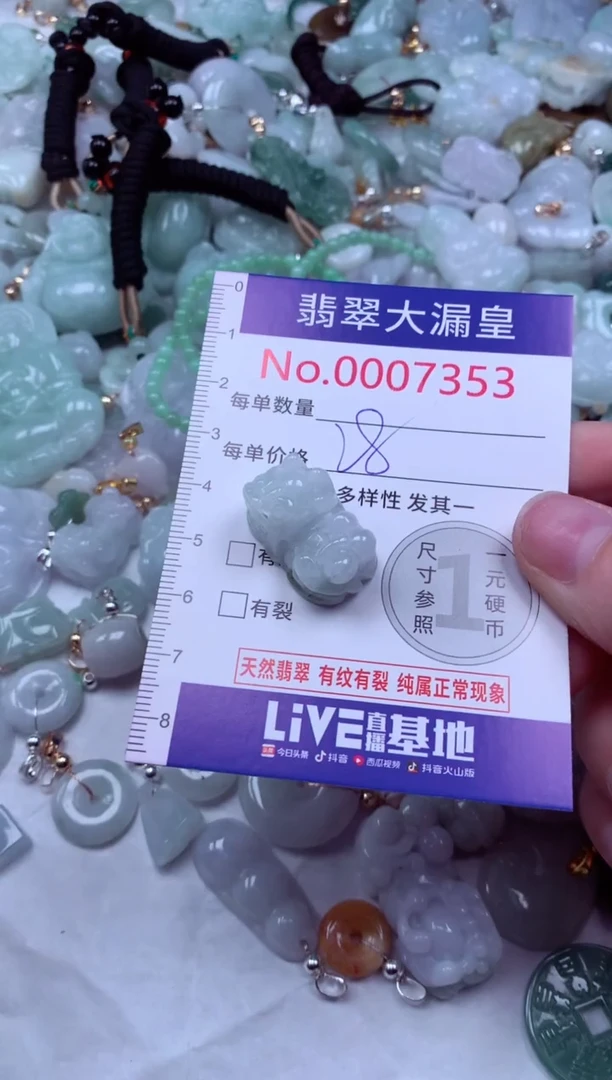 翡翠大漏皇
No.0007353
0
1
2
3
4
5
6
7
8
每单数量
每单价格 18
多样性 发其一
有
有裂
尺寸参照
1
一元硬币
天然翡翠 有纹有裂 纯属正常现象
LiVE直播基地
今日头条 抖音 西瓜视频 抖音火山版